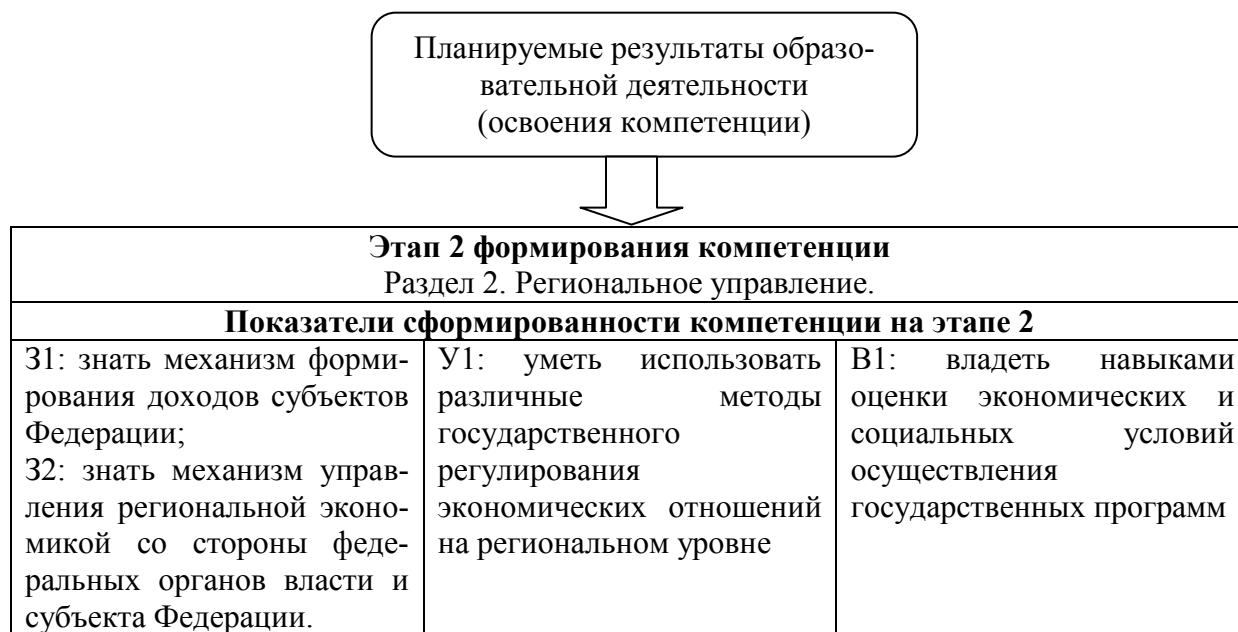 Планируемые результаты образо-
вательной деятельности
(освоения компетенции)
Этап 2 формирования компетенции
Раздел 2. Региональное управление.
Показатели сформированности компетенции на этапе 2
З1: знать механизм форми-
рования доходов субъектов
Федерации;
З2: знать механизм управ-
ления региональной эконо-
микой со стороны феде-
ральных органов власти и
субъекта Федерации.
У1: уметь использовать
различные методы
государственного
регулирования
экономических отношений
на региональном уровне
В1: владеть навыками
оценки экономических и
социальных условий
осуществления
государственных программ